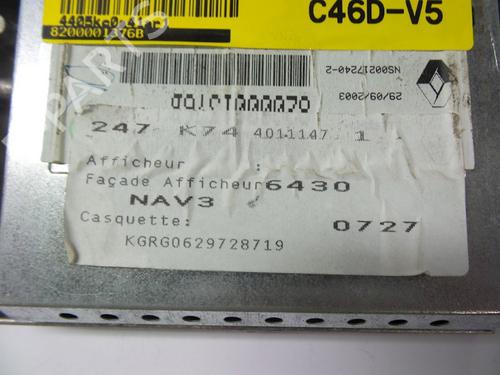 C46D-V5
8200001376B
NS00217240-2
29/09/2003
247 K74 4011147 1
Afficheur :
Façade Afficheur 6430
NAV3
Casquette: 0727
KGRG0629728719